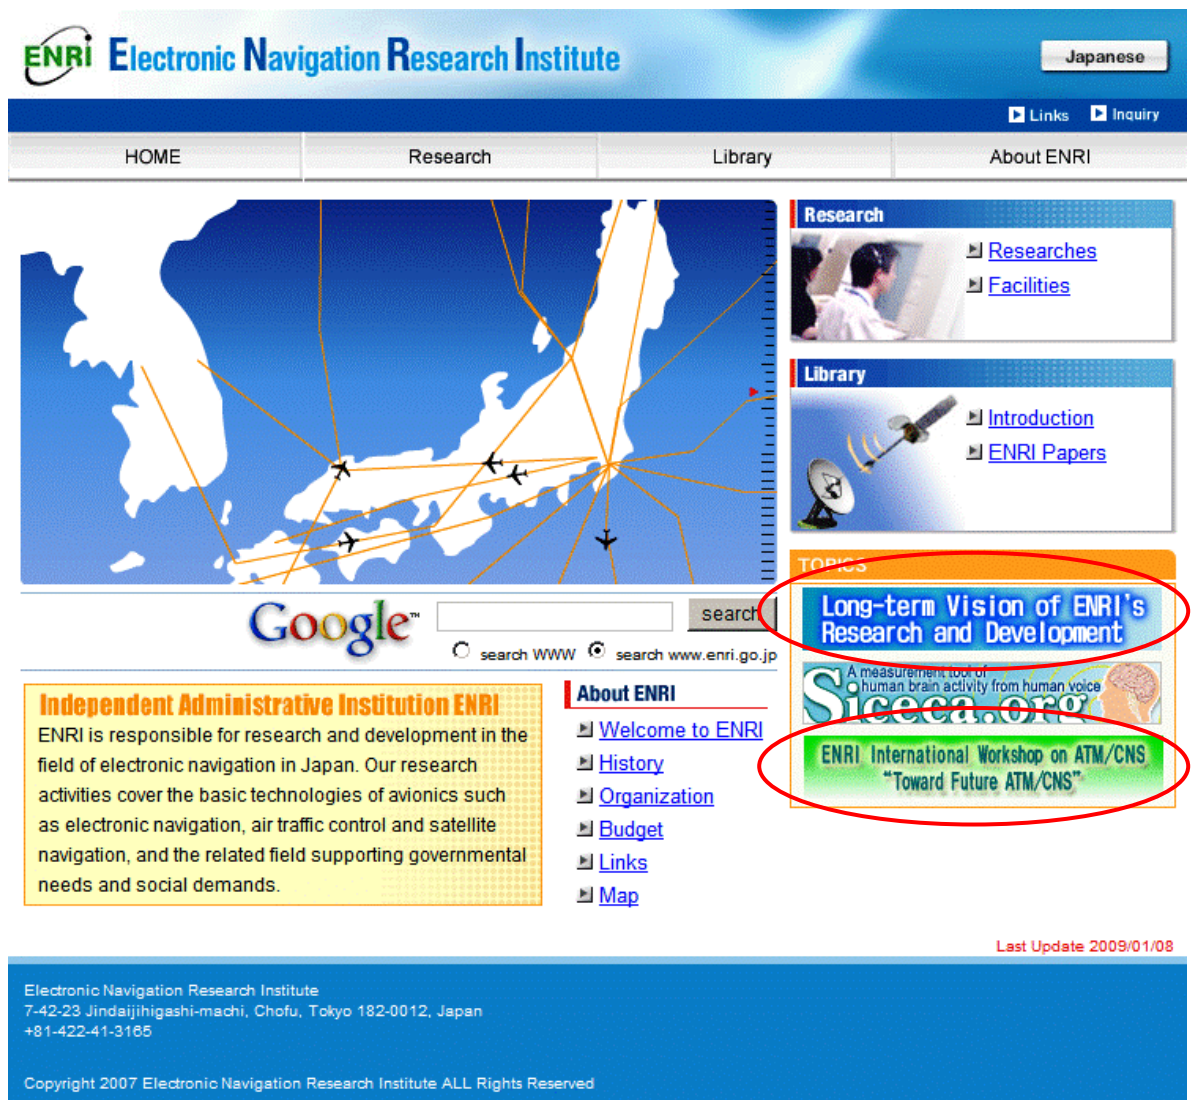 ENRI Electronic Navigation Research Institute
Japanese
Links Inquiry
HOME Research Library About ENRI
Research
Researches
Facilities
Library
Introduction
ENRI Papers
TOPICS
Long-term Vision of ENRI's
Research and Development
A measurement tool of
human brain activity from human voice
Siceca.org
ENRI International Workshop on ATM/CNS
"Toward Future ATM/CNS"
Google™ search
search WWW search www.enri.go.jp
Independent Administrative Institution ENRI
ENRI is responsible for research and development in the
field of electronic navigation in Japan. Our research
activities cover the basic technologies of avionics such
as electronic navigation, air traffic control and satellite
navigation, and the related field supporting governmental
needs and social demands.
About ENRI
Welcome to ENRI
History
Organization
Budget
Links
Map
Last Update 2009/01/08
Electronic Navigation Research Institute
7-42-23 Jindaijihigashi-machi, Chofu, Tokyo 182-0012, Japan
+81-422-41-3165
Copyright 2007 Electronic Navigation Research Institute ALL Rights Reserved